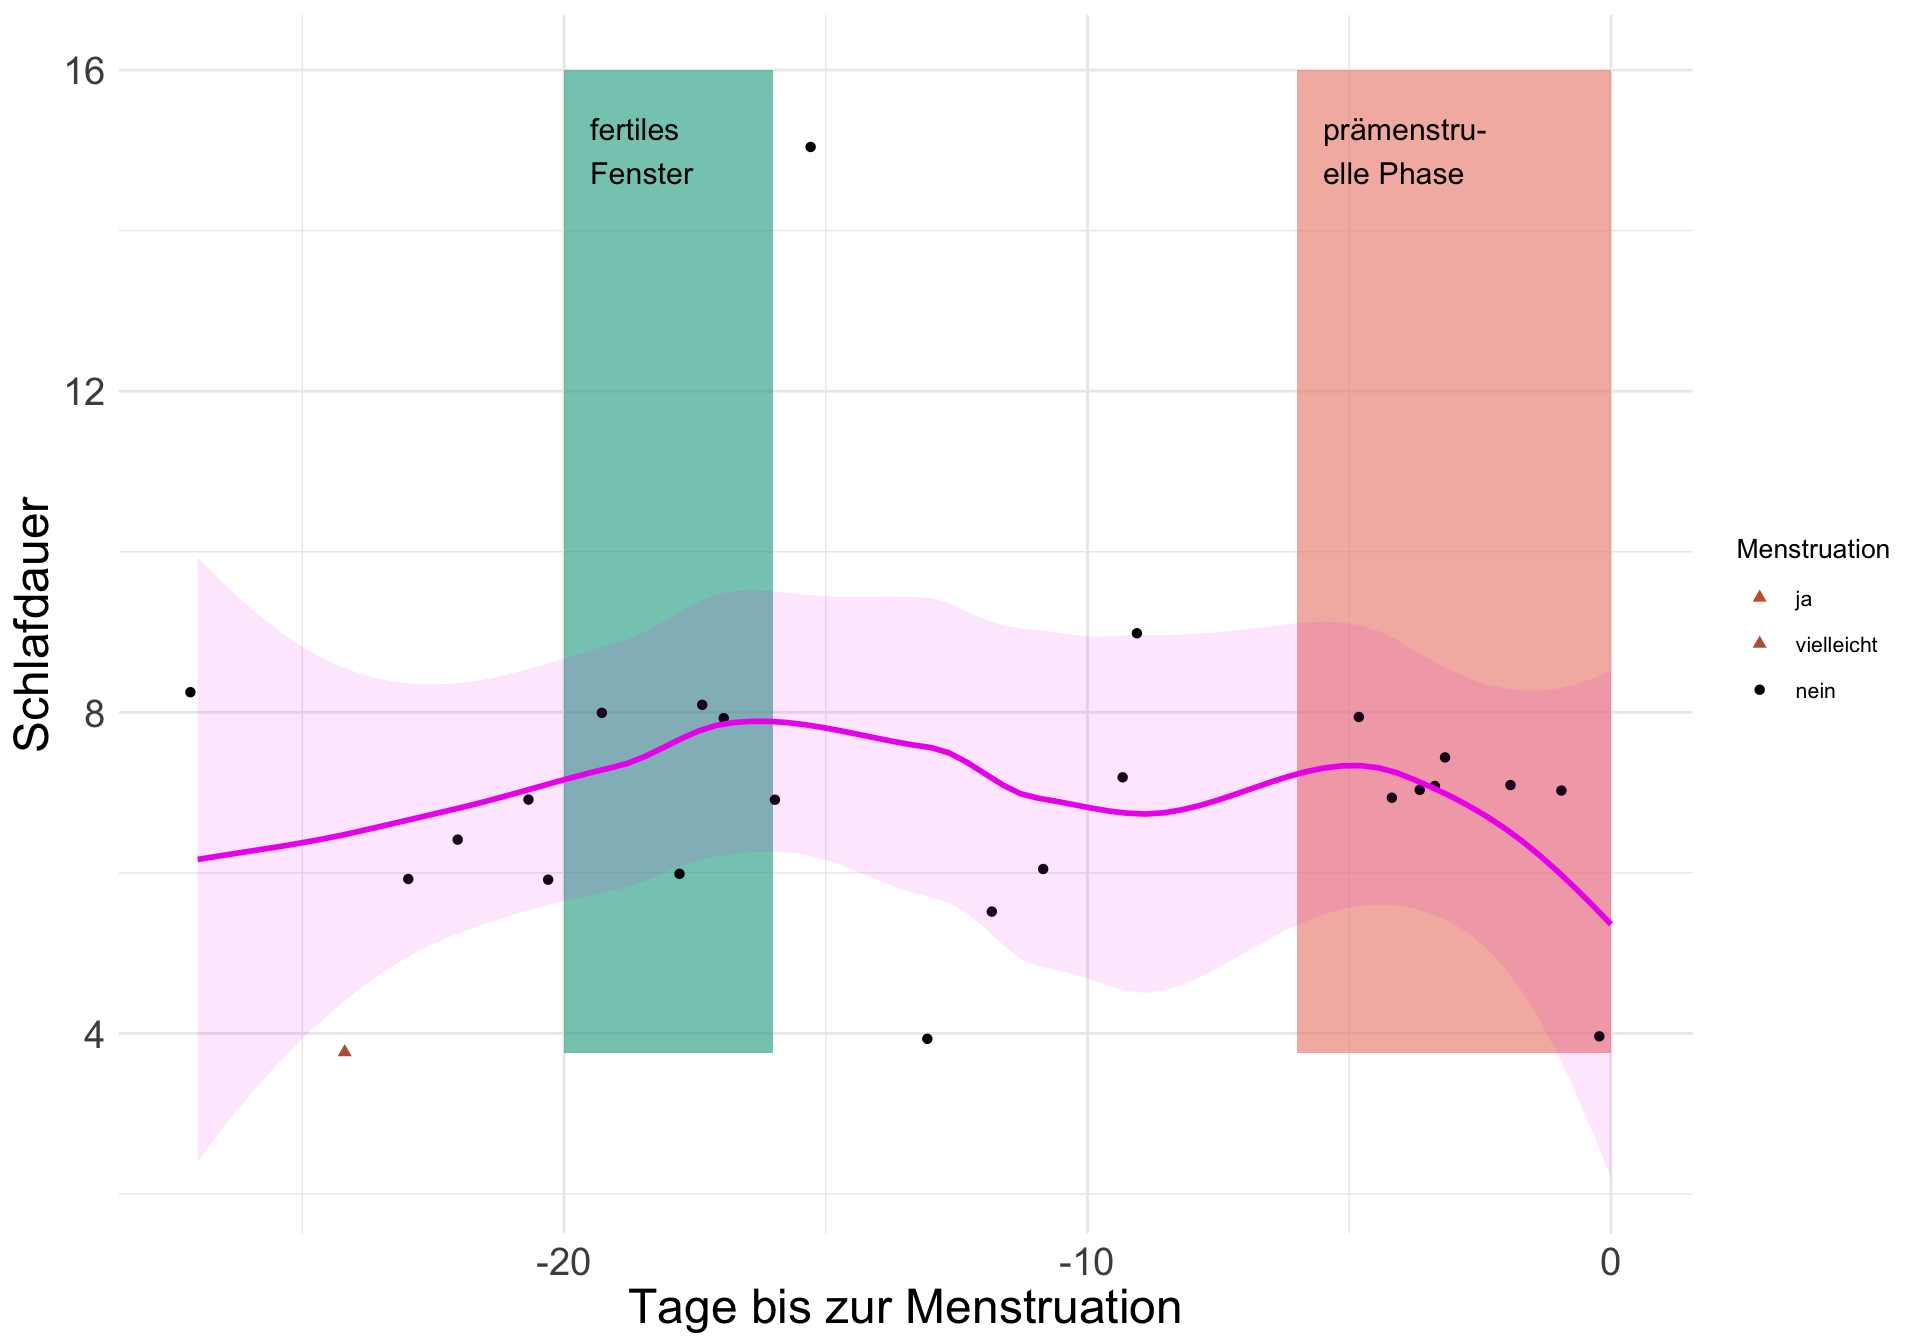 16
12
8
4
Schlafdauer
fertiles
Fenster
prämenstru-
elle Phase
-20
-10
0
Tage bis zur Menstruation
Menstruation
ja
vielleicht
nein